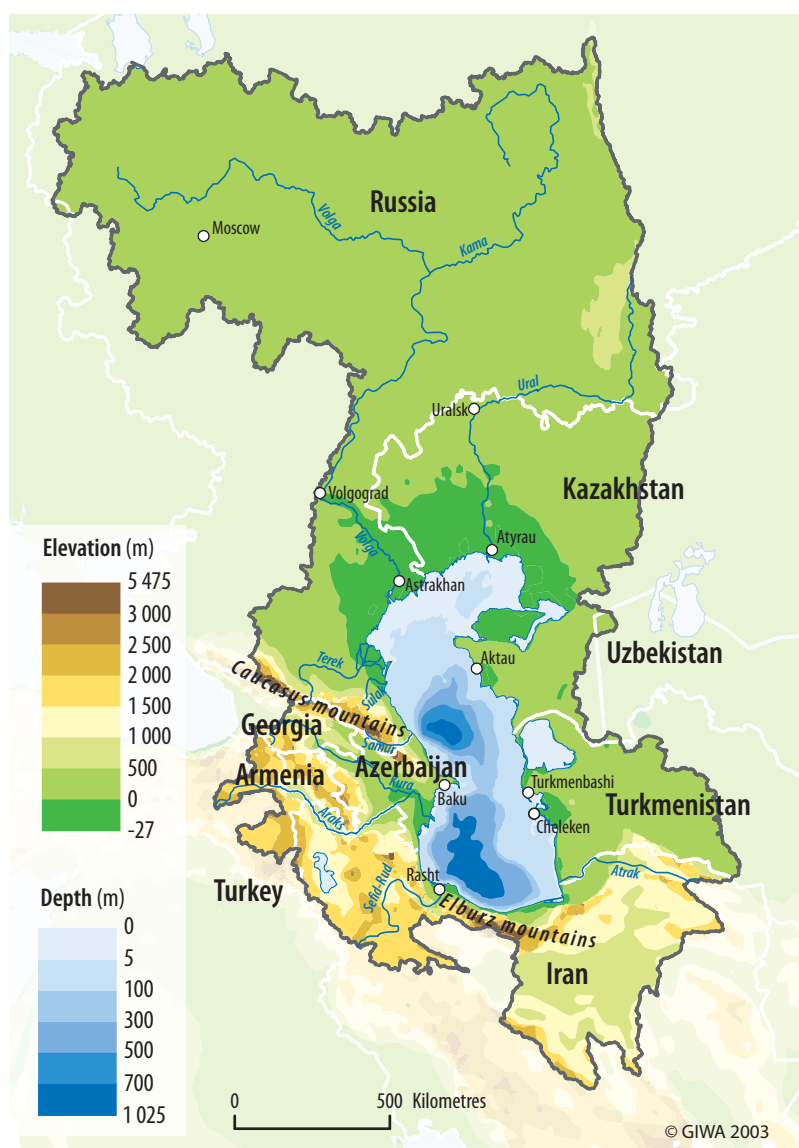 Russia
Moscow
Volga
Kama
Ural
Uralsk
Kazakhstan
Volgograd
Volga
Atyrau
Astrakhan
Uzbekistan
Aktau
Terek
Sulak
Caucasus mountains
Georgia
Samur
Armenia
Azerbaijan
Kura
Baku
Turkmenbashi
Cheleken
Turkmenistan
Araks
Atrak
Turkey
Rasht
Sefid-Rud
Elburz mountains
Iran
Elevation (m)
5 475
3 000
2 500
2 000
1 500
1 000
500
0
-27
Depth (m)
0
5
100
300
500
700
1 025
0 500 Kilometres
© GIWA 2003